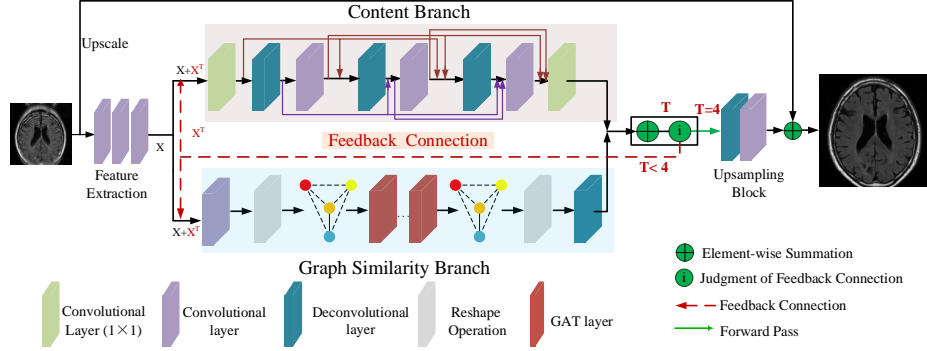 Content Branch
Upscale
X+X^T
X^T
X
Feature
Extraction
Feedback Connection
T
T=4
i
T< 4
Upsampling
Block
X+X^T
Graph Similarity Branch
Element-wise Summation
i
Judgment of Feedback Connection
Feedback Connection
Forward Pass
Convolutional
Layer (1×1)
Convolutional
layer
Deconvolutional
layer
Reshape
Operation
GAT layer